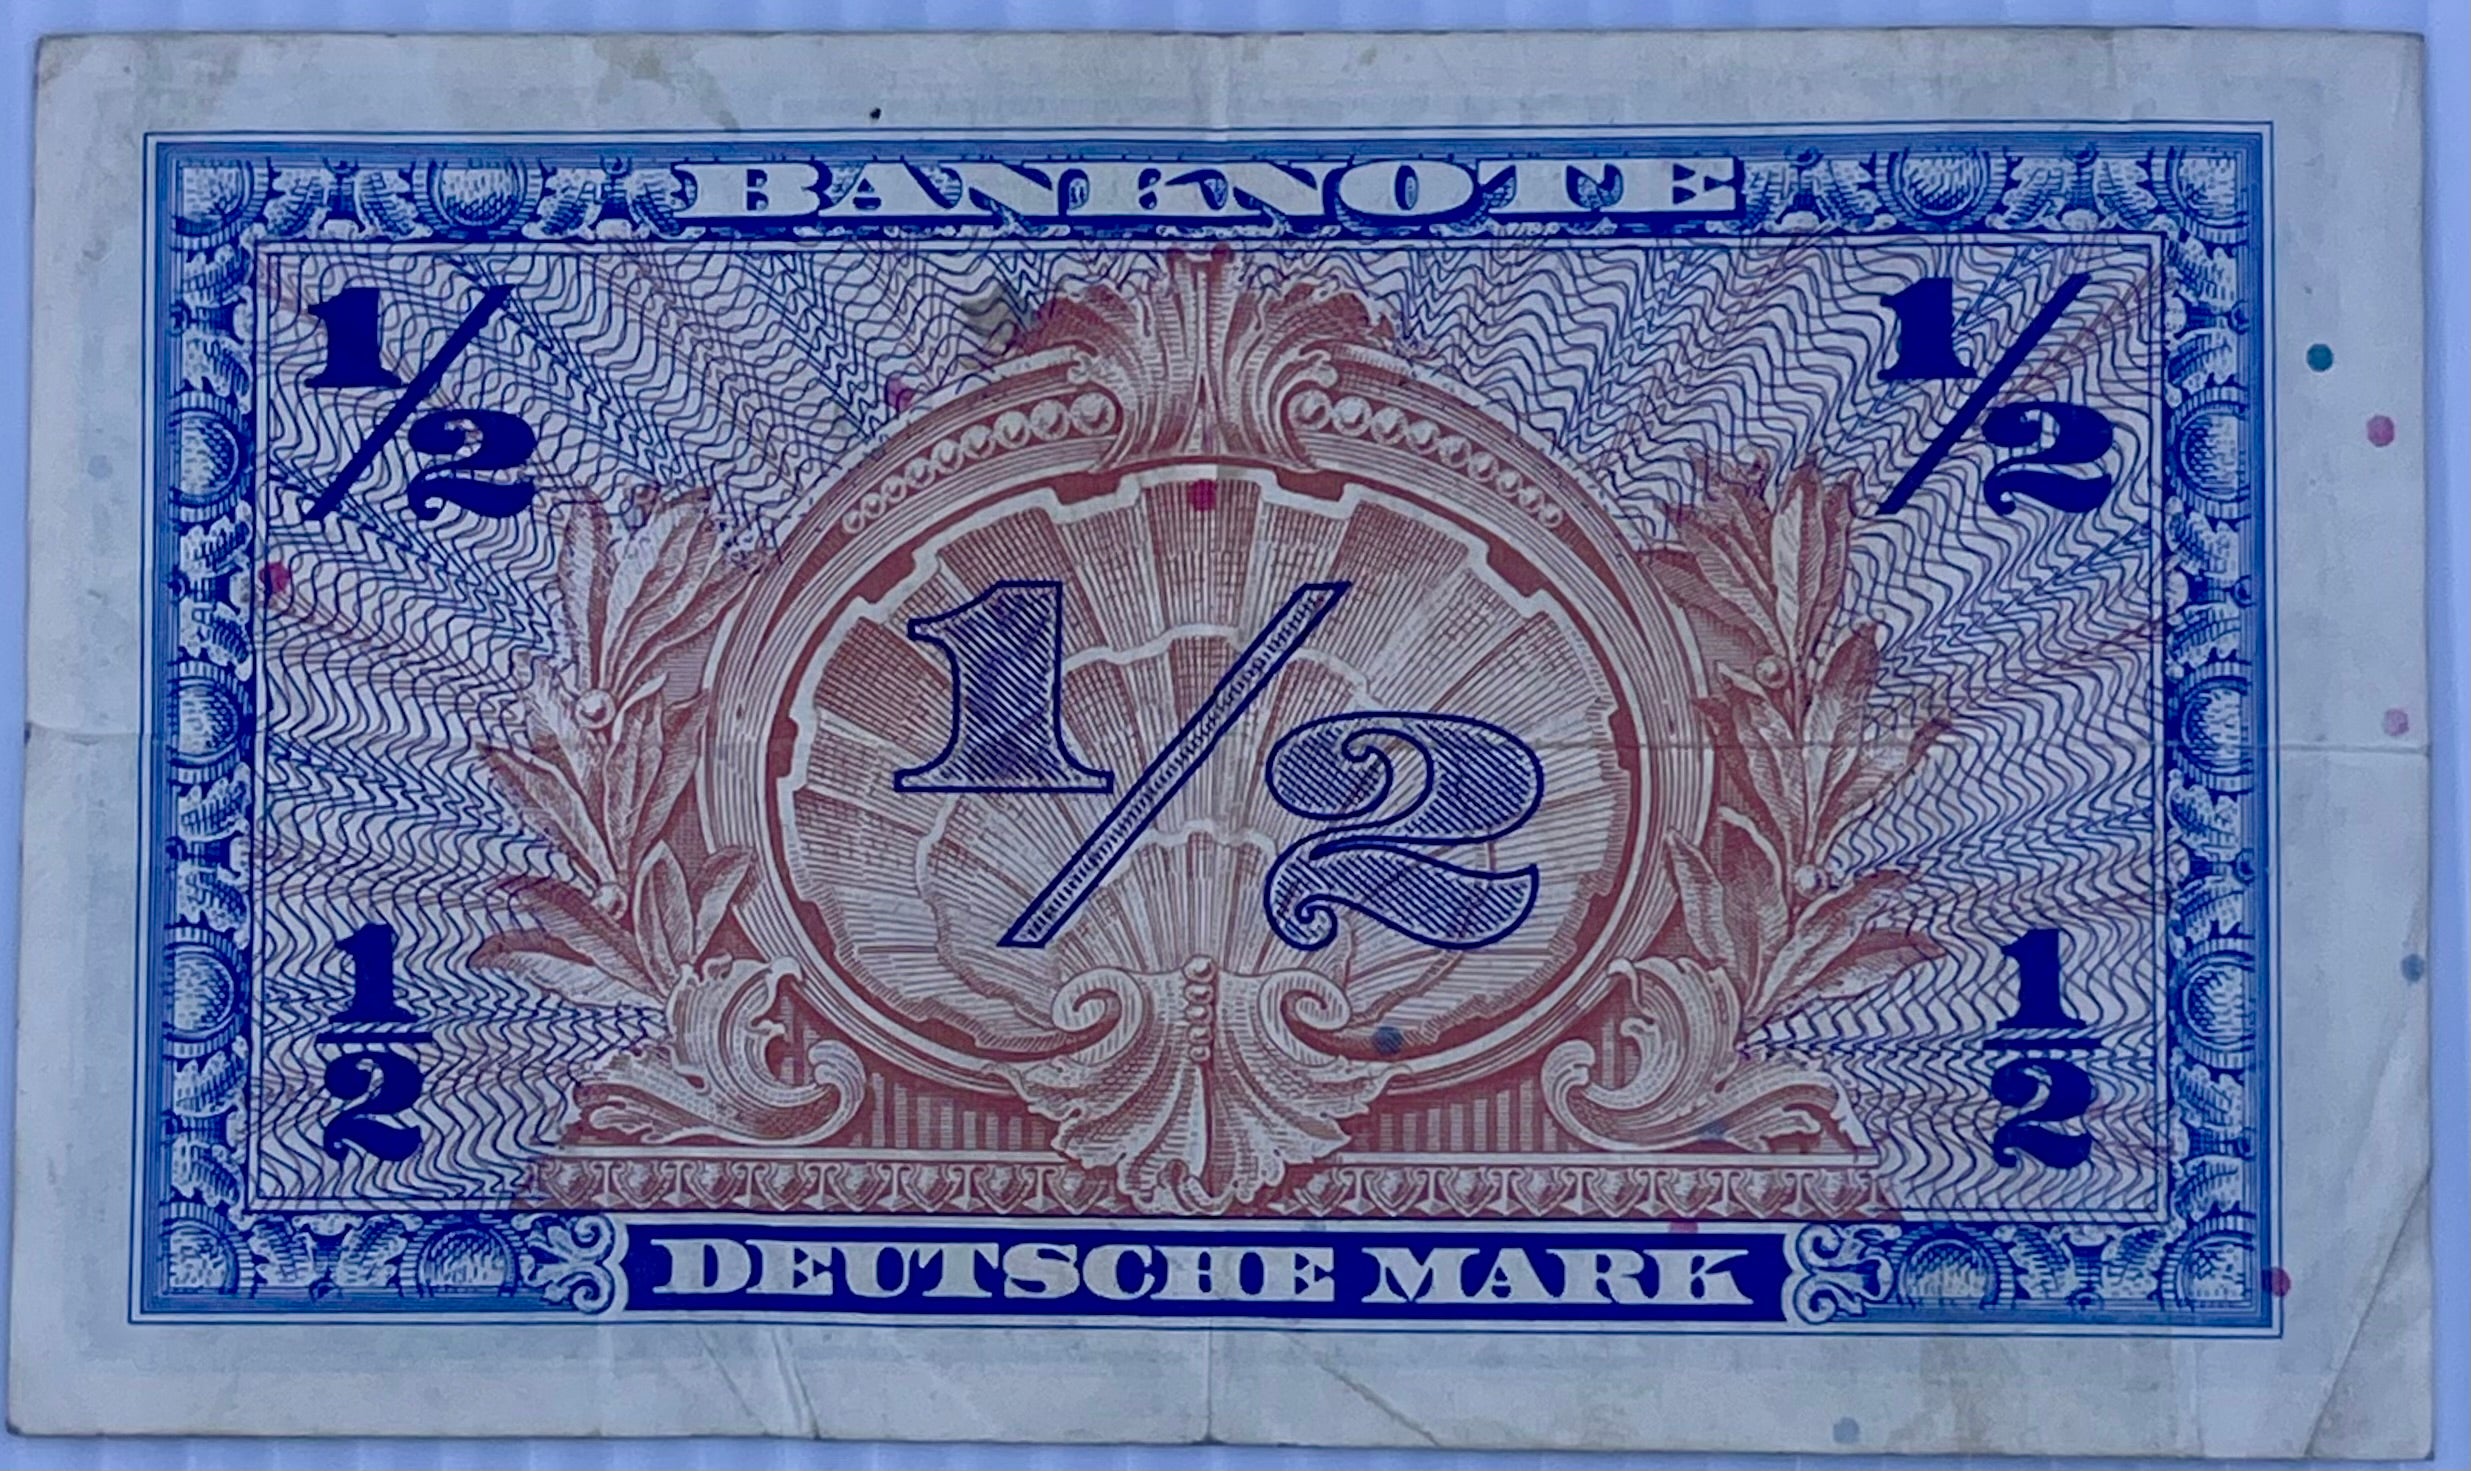 BANKNOTE
1/2 1/2
1/2
1/2 1/2
DEUTSCHE MARK